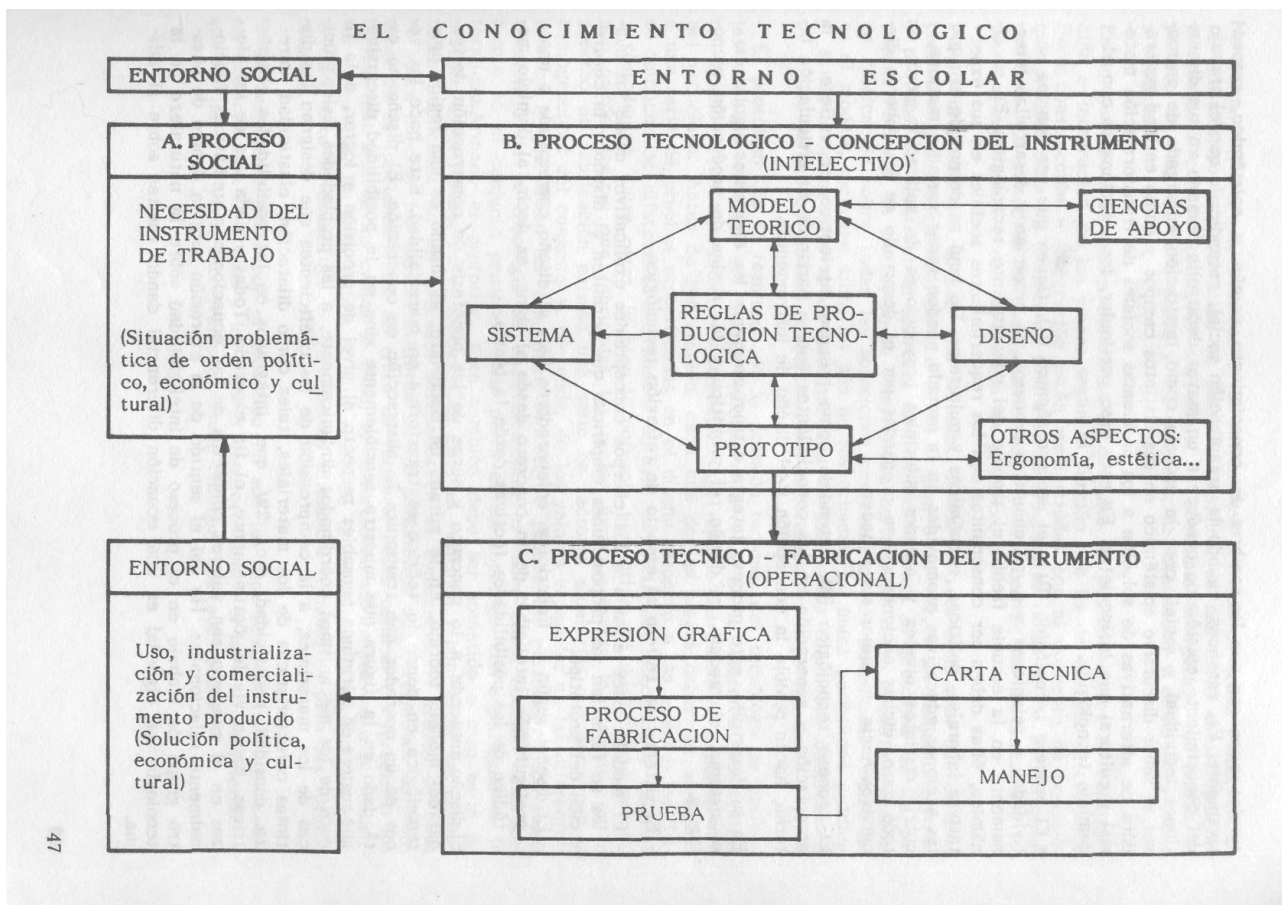 EL CONOCIMIENTO TECNOLOGICO
ENTORNO SOCIAL
ENTORNO ESCOLAR
A. PROCESO
SOCIAL
NECESIDAD DEL
INSTRUMENTO
DE TRABAJO
(Situación problemá-
tica de orden políti-
co, económico y cul
tural)
B. PROCESO TECNOLOGICO - CONCEPCION DEL INSTRUMENTO
(INTELECTIVO)
MODELO
TEORICO
CIENCIAS
DE APOYO
SISTEMA
REGLAS DE PRO-
DUCCION TECNO-
LOGICA
DISEÑO
PROTOTIPO
OTROS ASPECTOS:
Ergonomía, estética...
ENTORNO SOCIAL
Uso, industrializa-
ción y comerciali-
zación del instru-
mento producido
(Solución política,
económica y cul-
tural)
C. PROCESO TECNICO - FABRICACION DEL INSTRUMENTO
(OPERACIONAL)
EXPRESION GRAFICA
PROCESO DE
FABRICACION
PRUEBA
CARTA TECNICA
MANEJO
47